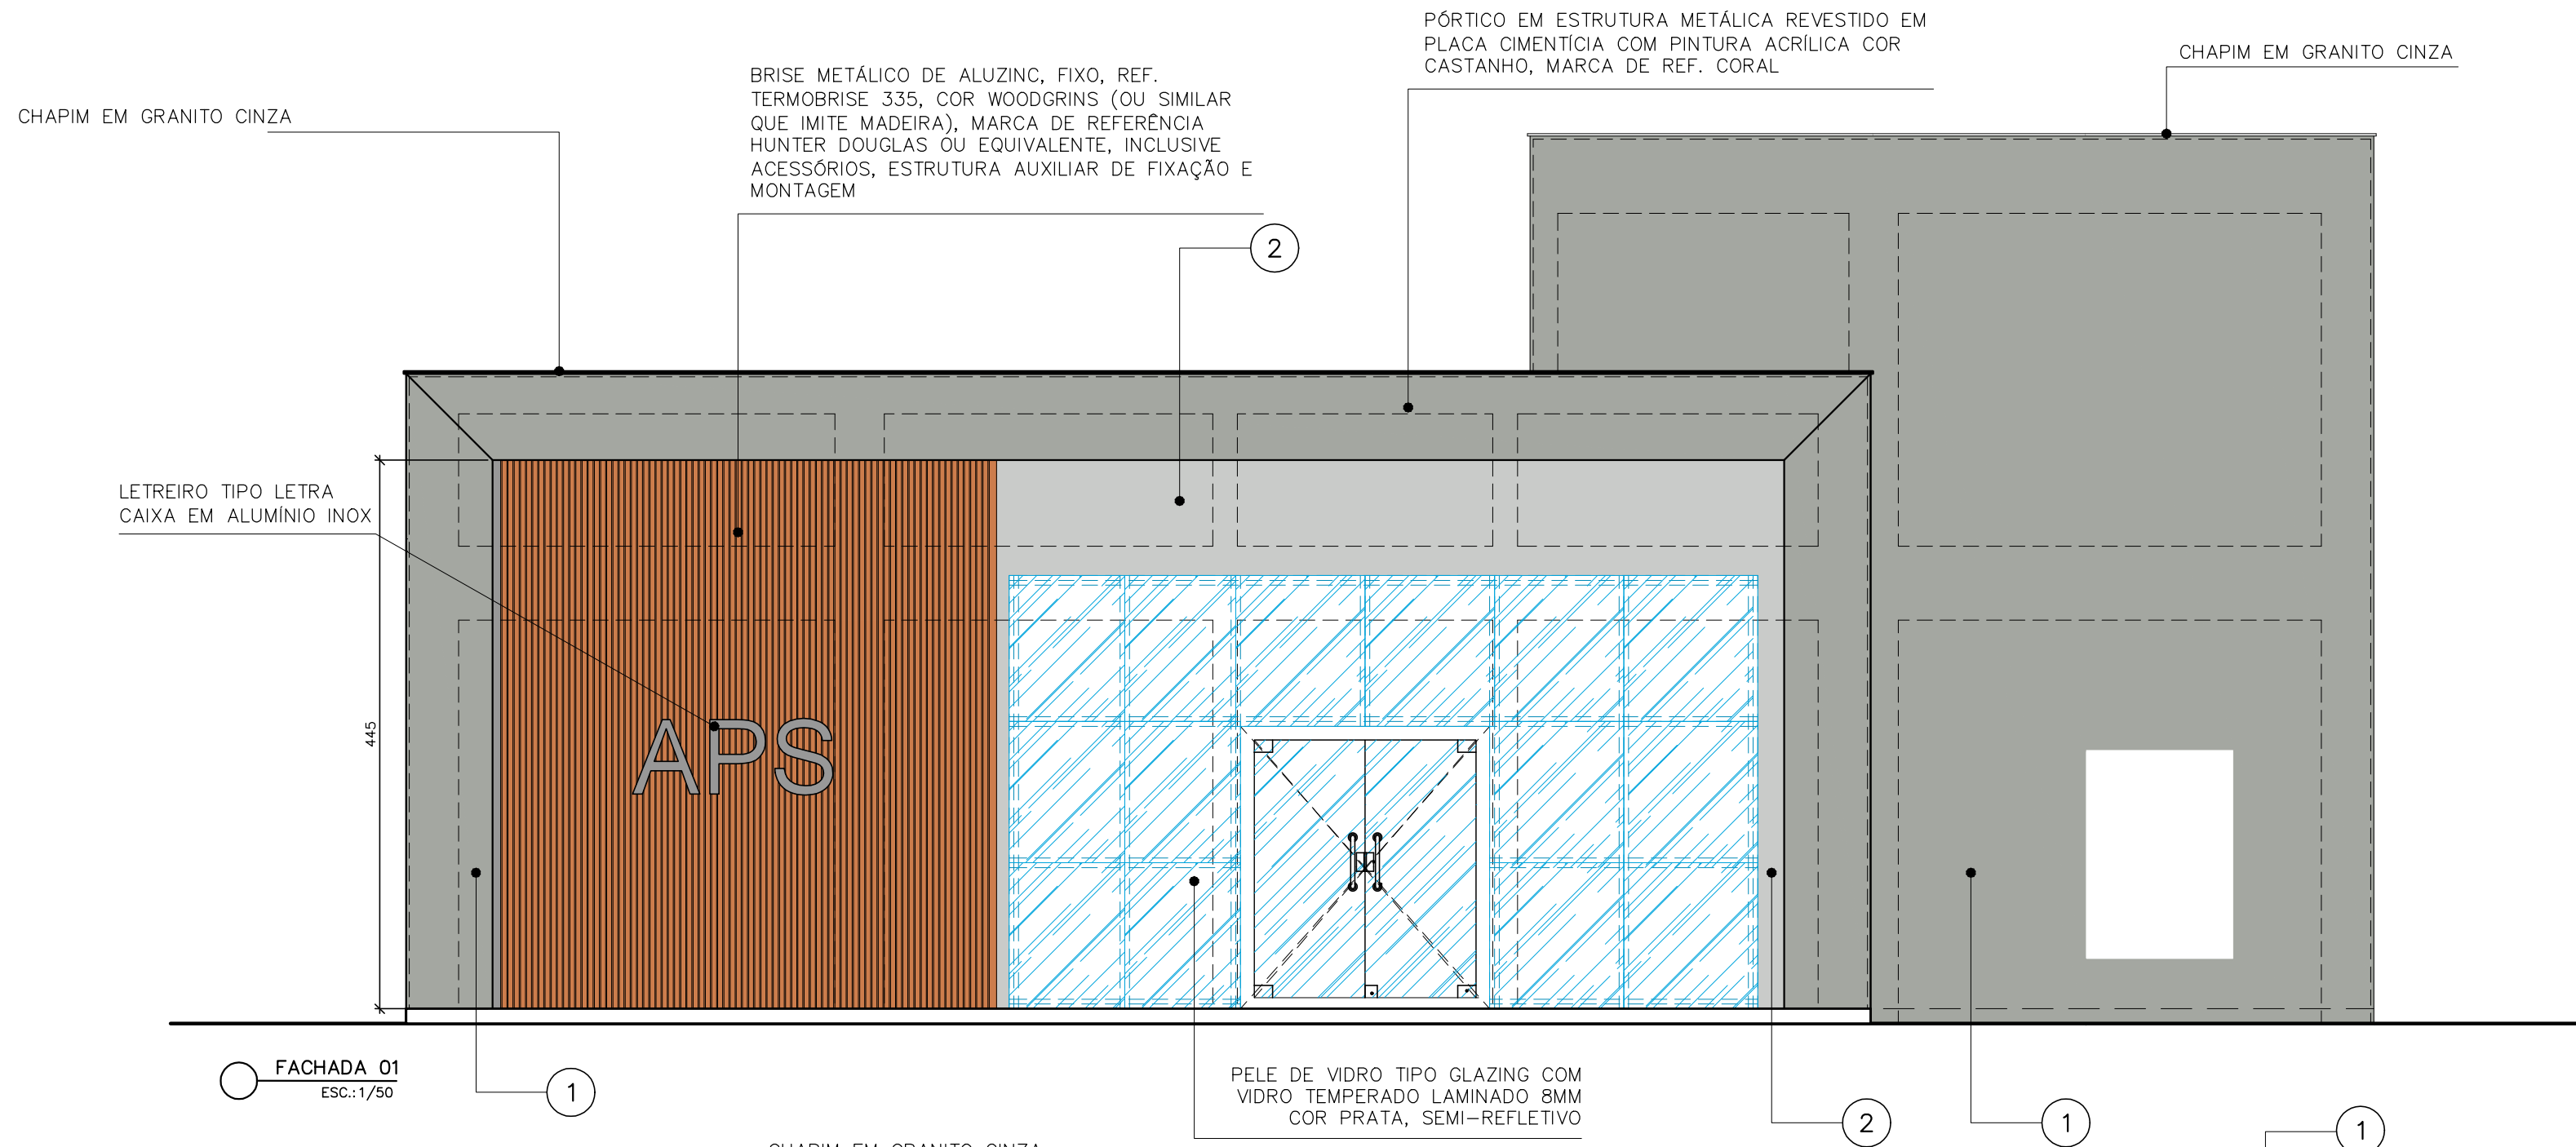 PÓRTICO EM ESTRUTURA METÁLICA REVESTIDO EM
PLACA CIMENTÍCIA COM PINTURA ACRÍLICA COR
CASTANHO, MARCA DE REF. CORAL
CHAPIM EM GRANITO CINZA
BRISE METÁLICO DE ALUZINC, FIXO, REF.
TERMOBRISE 335, COR WOODGRINS (OU SIMILAR
QUE IMITE MADEIRA), MARCA DE REFERÊNCIA
HUNTER DOUGLAS OU EQUIVALENTE, INCLUSIVE
ACESSÓRIOS, ESTRUTURA AUXILIAR DE FIXAÇÃO E
MONTAGEM
CHAPIM EM GRANITO CINZA
2
LETREIRO TIPO LETRA
CAIXA EM ALUMÍNIO INOX
445
APS
FACHADA 01
ESC.: 1/50
1
PELE DE VIDRO TIPO GLAZING COM
VIDRO TEMPERADO LAMINADO 8MM
COR PRATA, SEMI-REFLETIVO
2
1
1
CHAPIM EM GRANITO CINZA